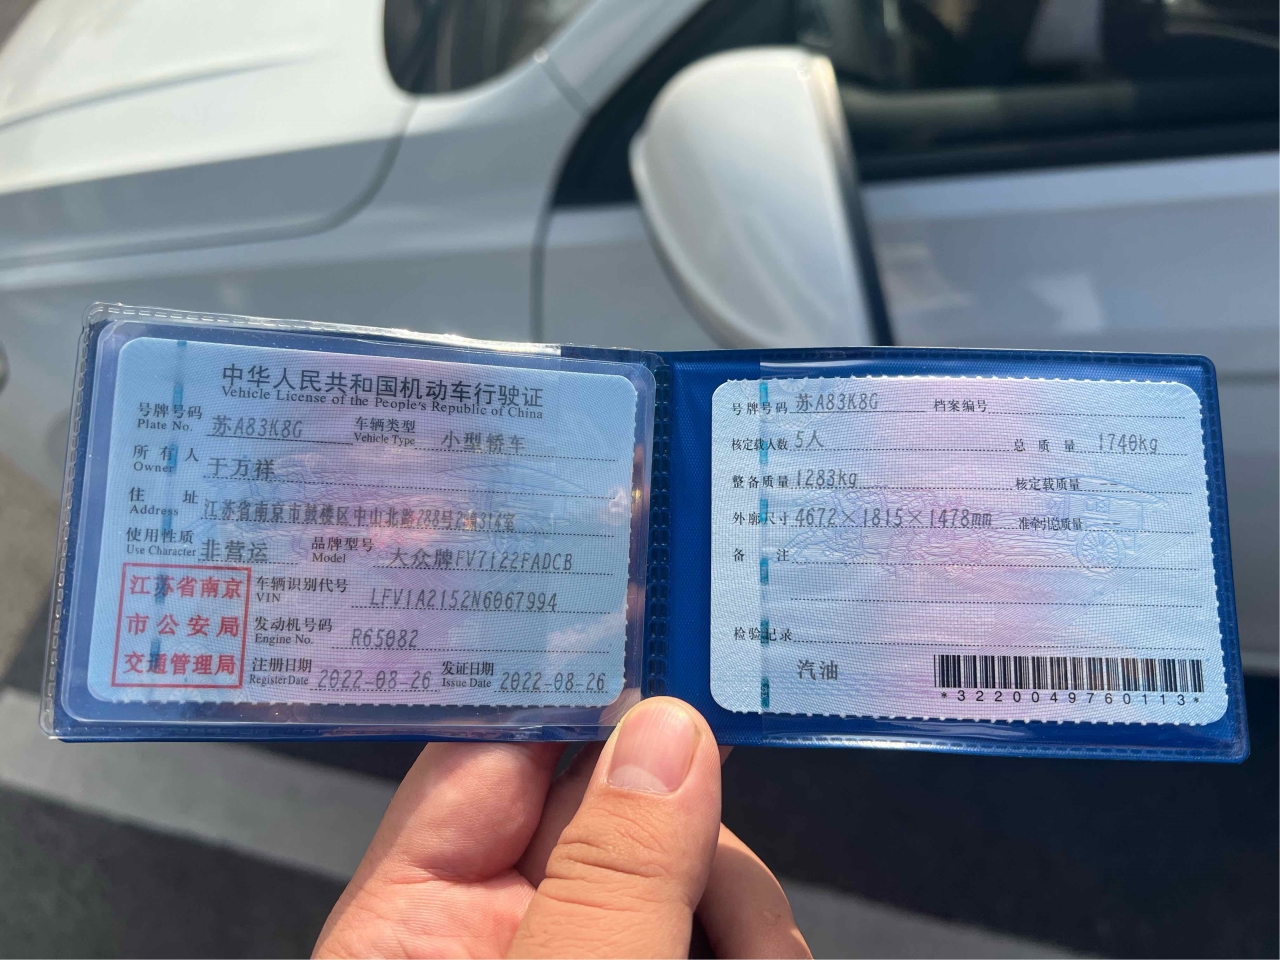 中华人民共和国机动车行驶证
Vehicle License of the People's Republic of China
号牌号码 苏A83K8G 车辆类型 小型轿车
Plate No. Vehicle Type
所有人 于万祥
Owner
住址 江苏省南京市鼓楼区中山北路288号2幢314室
Address
使用性质 非营运 品牌型号 大众牌FV7122FADCB
Use Character Model
江苏省南京
市公安局
交通管理局
车辆识别代号 LFV1A2152N6067994
VIN
发动机号码 R65082
Engine No.
注册日期 2022-08-26 发证日期 2022-08-26
Register Date Issue Date
号牌号码 苏A83K8G 档案编号
核定载人数 5人 总质量 1740kg
整备质量 1283kg 核定载质量
外廓尺寸 4672×1815×1478mm 准牵引总质量
备注
检验记录
汽油
*3220049760113*